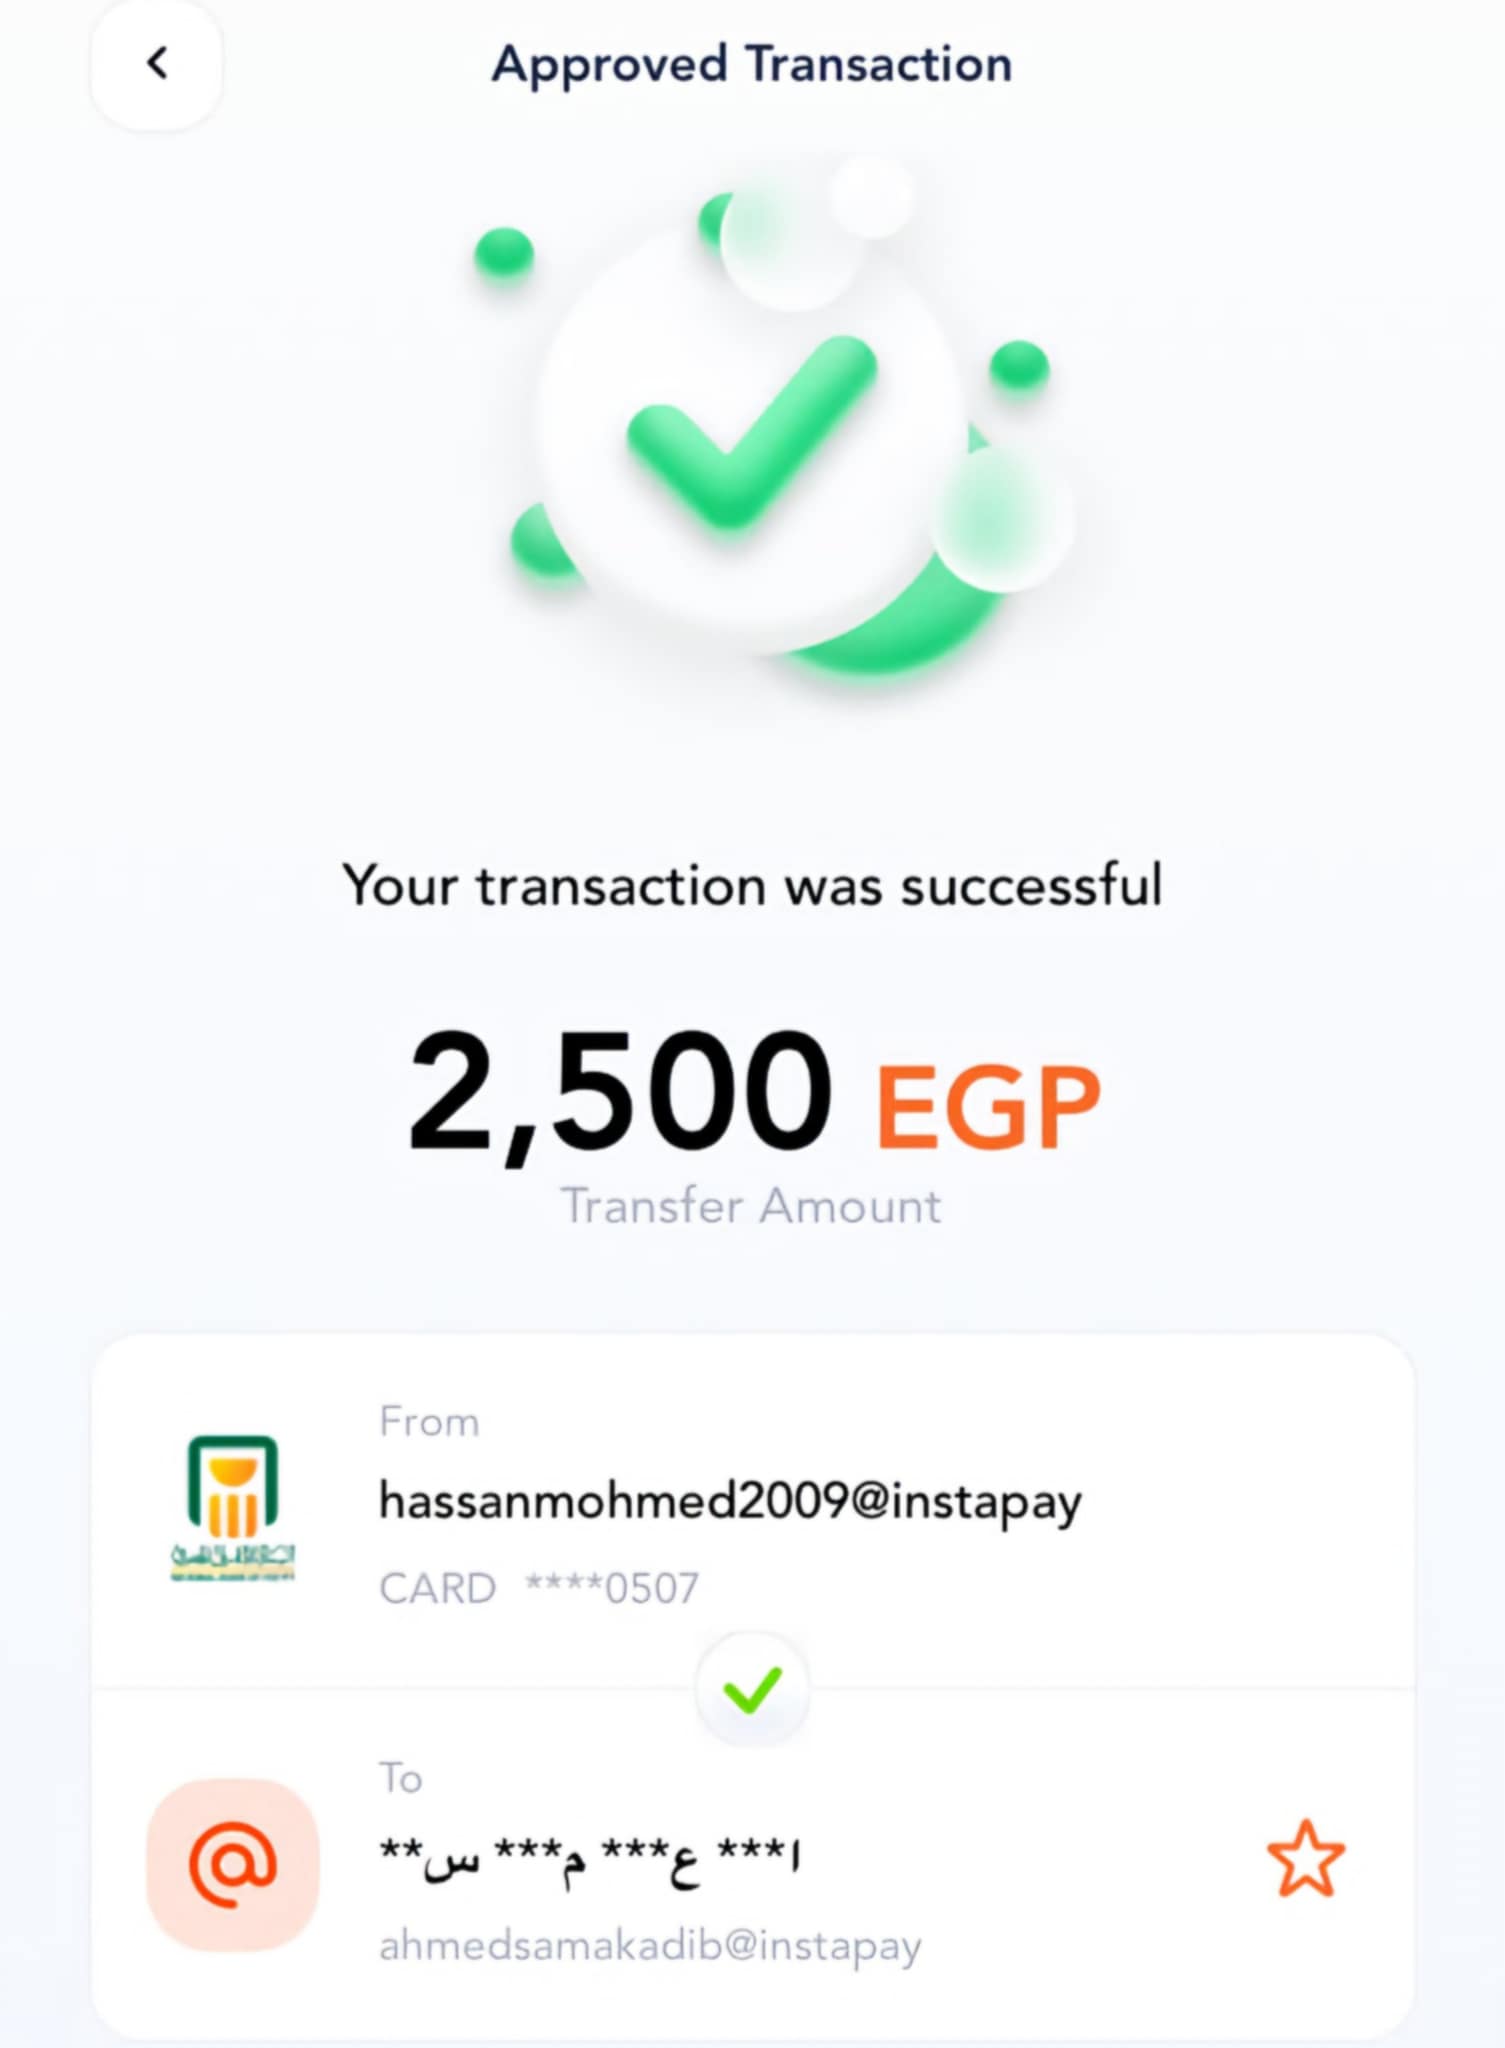 Approved Transaction
Your transaction was successful
2,500 EGP
Transfer Amount
From
hassanmohmed2009@instapay
CARD ****0507
To
ا*** ع*** م*** س**
ahmedsamakadib@instapay